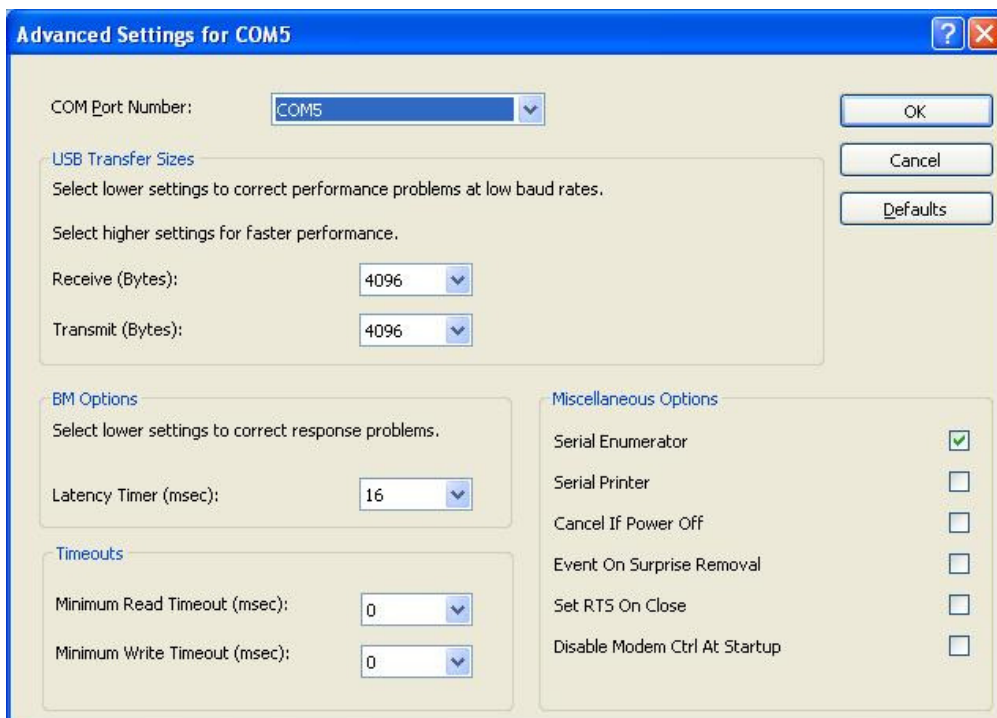 Advanced Settings for COM5
?
COM Port Number: COM5
OK
USB Transfer Sizes
Cancel
Select lower settings to correct performance problems at low baud rates.
Defaults
Select higher settings for faster performance.
Receive (Bytes): 4096
Transmit (Bytes): 4096
BM Options
Select lower settings to correct response problems.
Latency Timer (msec): 16
Timeouts
Minimum Read Timeout (msec): 0
Minimum Write Timeout (msec): 0
Miscellaneous Options
Serial Enumerator
Serial Printer
Cancel If Power Off
Event On Surprise Removal
Set RTS On Close
Disable Modem Ctrl At Startup